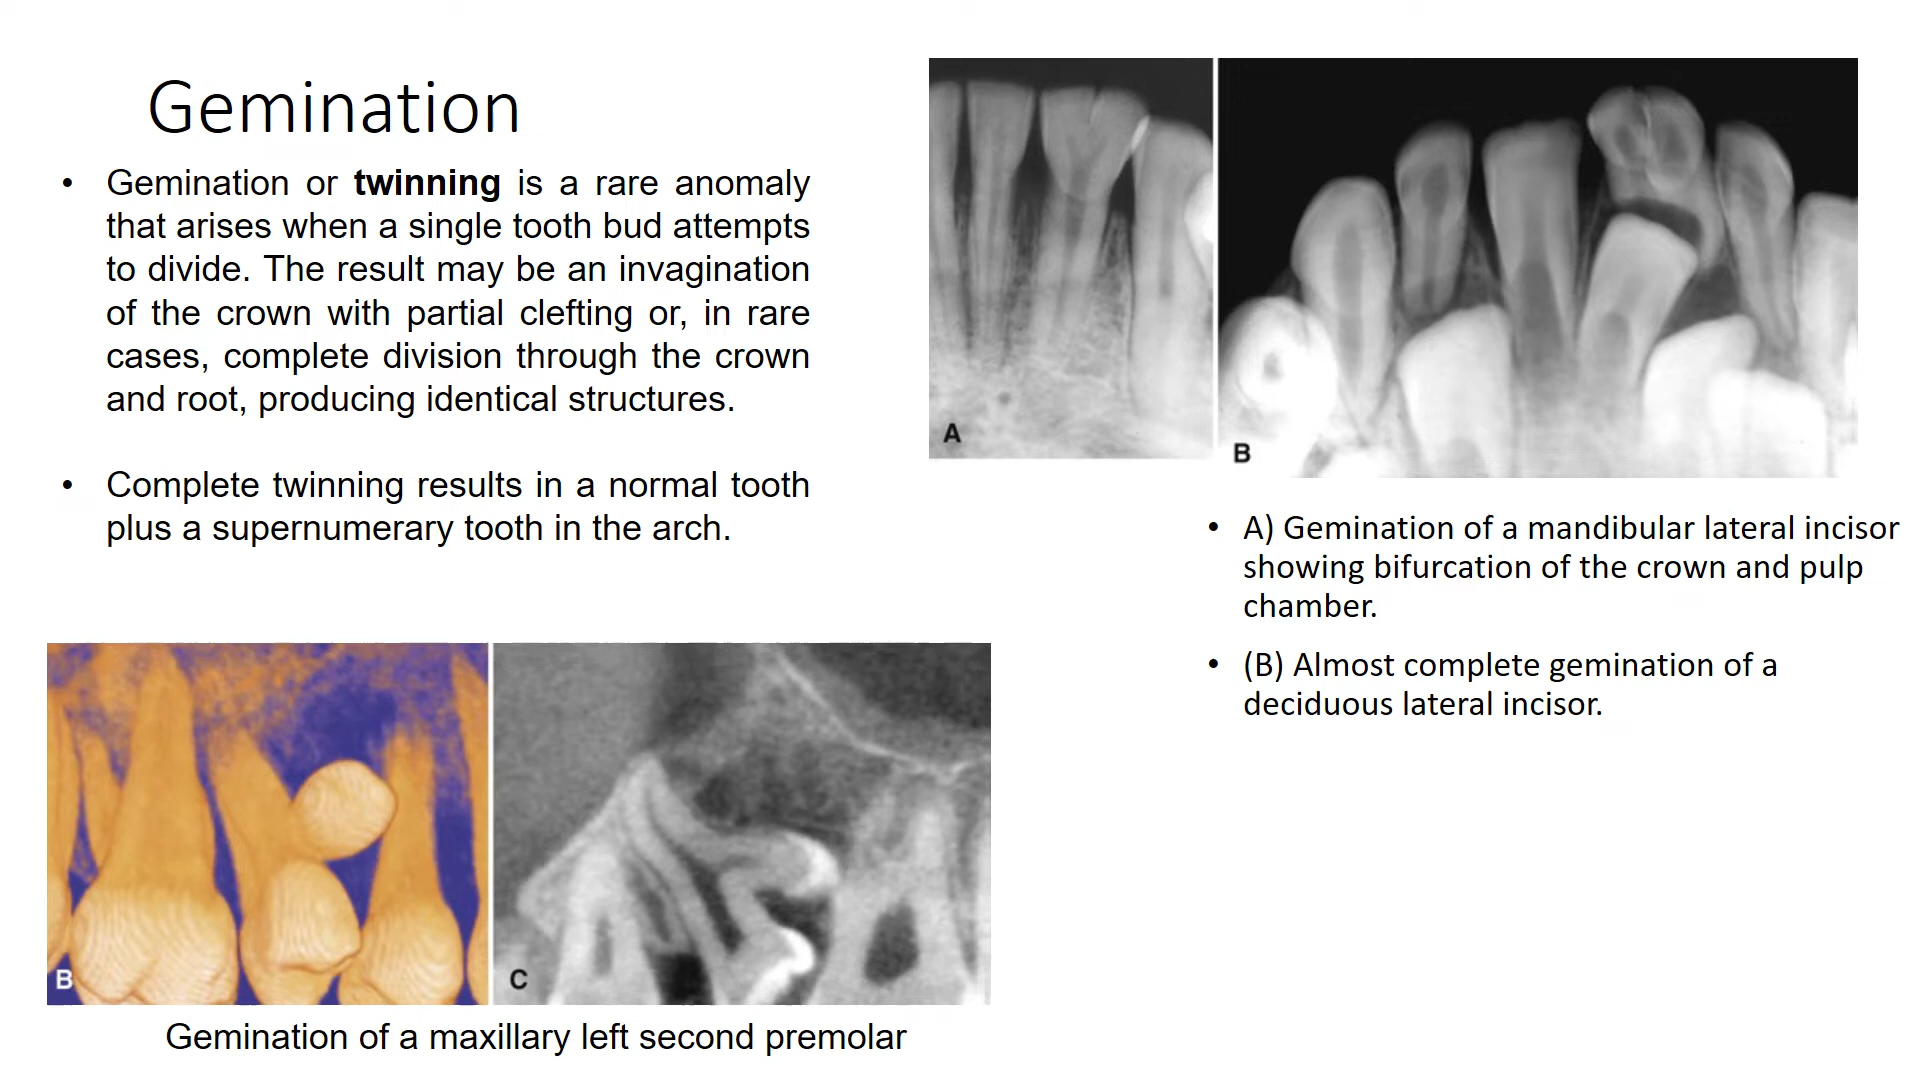 Gemination
• Gemination or twinning is a rare anomaly
that arises when a single tooth bud attempts
to divide. The result may be an invagination
of the crown with partial clefting or, in rare
cases, complete division through the crown
and root, producing identical structures.
• Complete twinning results in a normal tooth
plus a supernumerary tooth in the arch.
A
B
• A) Gemination of a mandibular lateral incisor
showing bifurcation of the crown and pulp
chamber.
• (B) Almost complete gemination of a
deciduous lateral incisor.
B
C
Gemination of a maxillary left second premolar